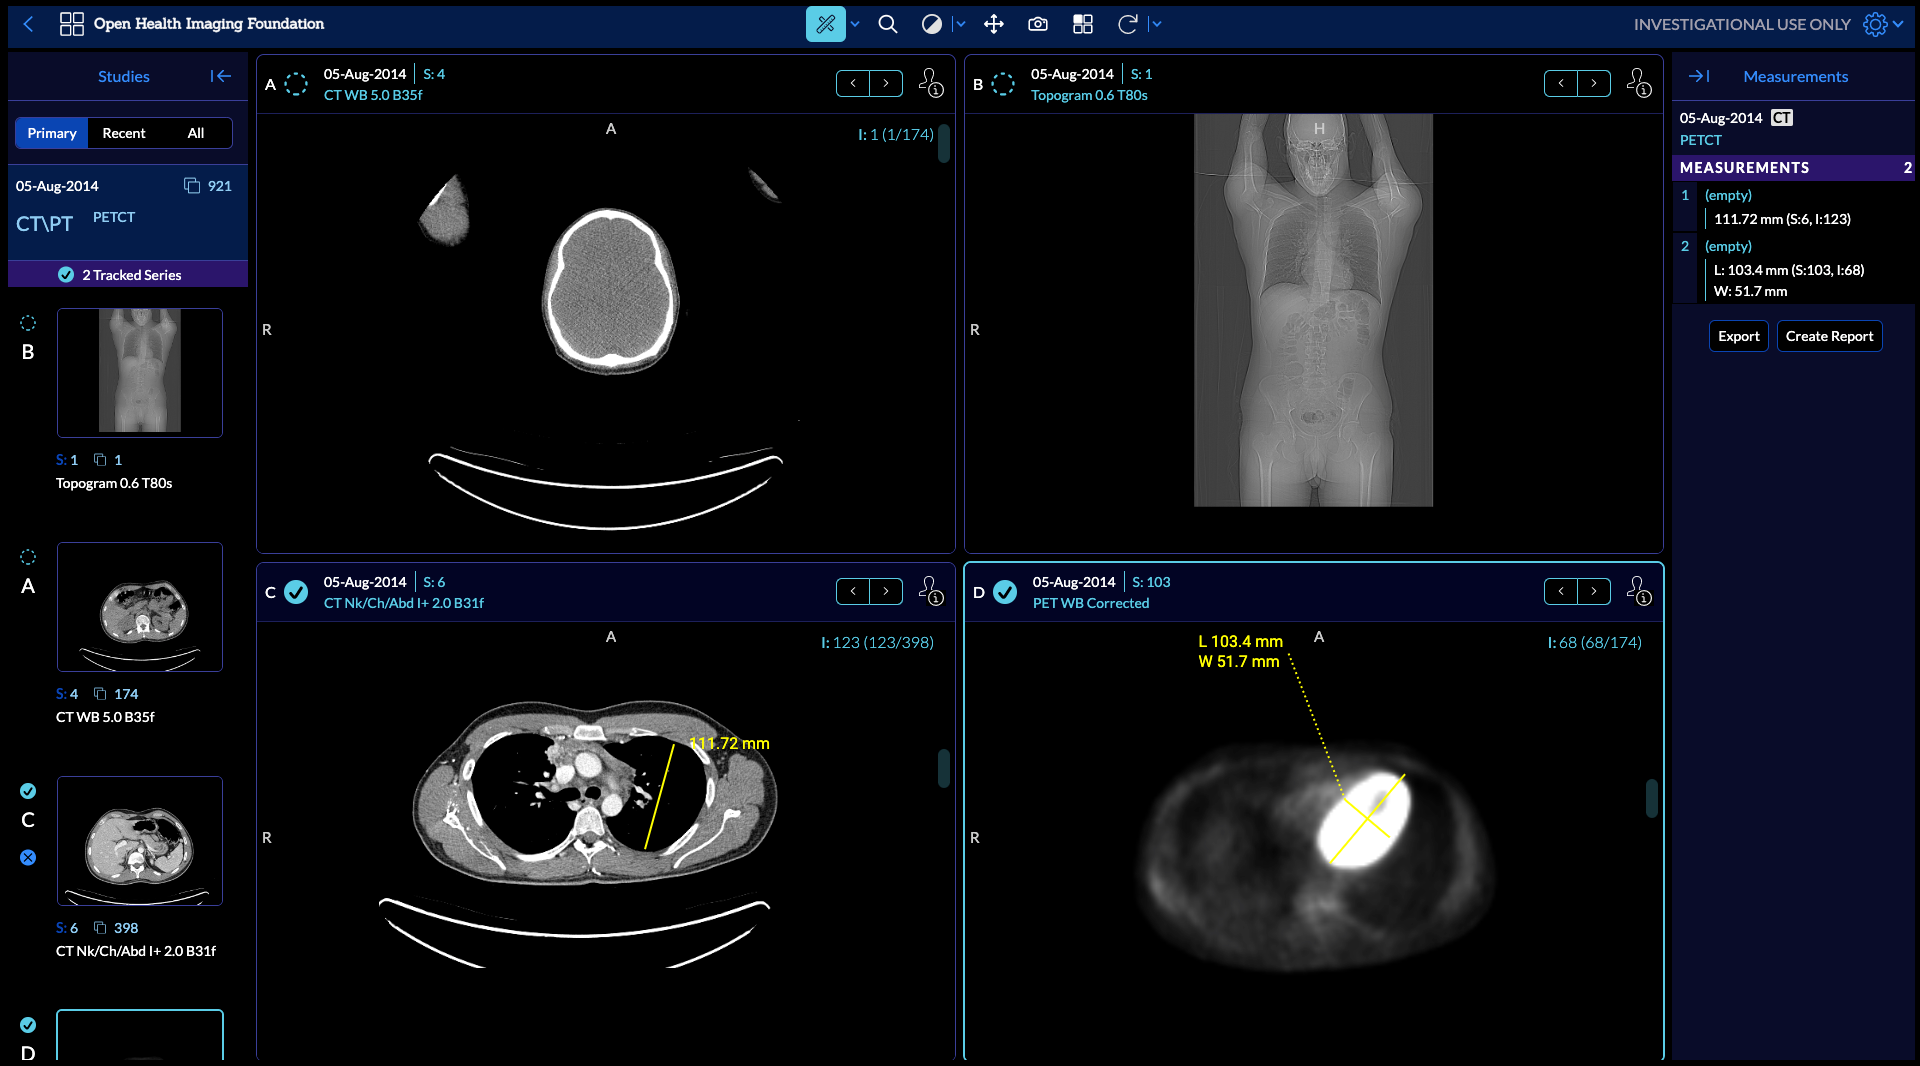 Open Health Imaging Foundation
INVESTIGATIONAL USE ONLY
Studies
Primary Recent All
05-Aug-2014 921
CT\PT PETCT
2 Tracked Series
B
S: 1 1
Topogram 0.6 T80s
A
S: 4 174
CT WB 5.0 B35f
C
S: 6 398
CT Nk/Ch/Abd I+ 2.0 B31f
D
A 05-Aug-2014 S: 4
CT WB 5.0 B35f
A
I: 1 (1/174)
R
B 05-Aug-2014 S: 1
Topogram 0.6 T80s
H
R
C 05-Aug-2014 S: 6
CT Nk/Ch/Abd I+ 2.0 B31f
A
I: 123 (123/398)
111.72 mm
R
D 05-Aug-2014 S: 103
PET WB Corrected
L 103.4 mm
W 51.7 mm
A
I: 68 (68/174)
R
Measurements
05-Aug-2014 CT
PETCT
MEASUREMENTS 2
1 (empty)
111.72 mm (S:6, I:123)
2 (empty)
L: 103.4 mm (S:103, I:68)
W: 51.7 mm
Export Create Report